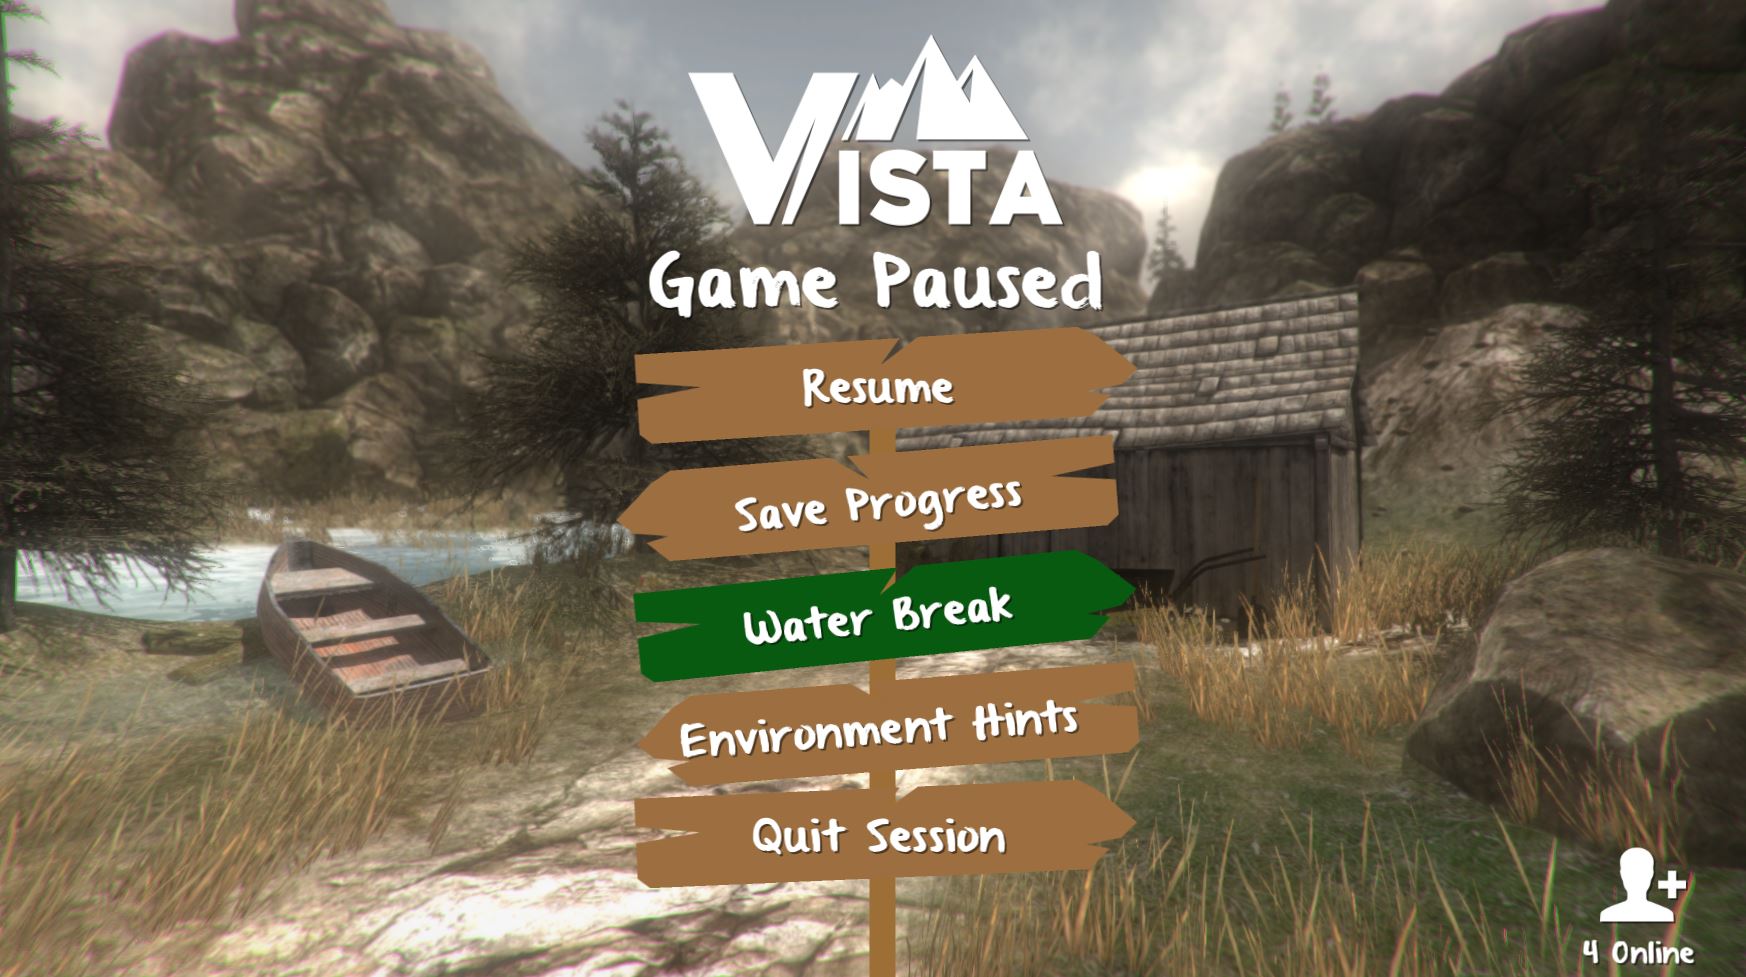 VISTA
Game Paused
Resume
Save Progress
Water Break
Environment Hints
Quit Session
4 Online